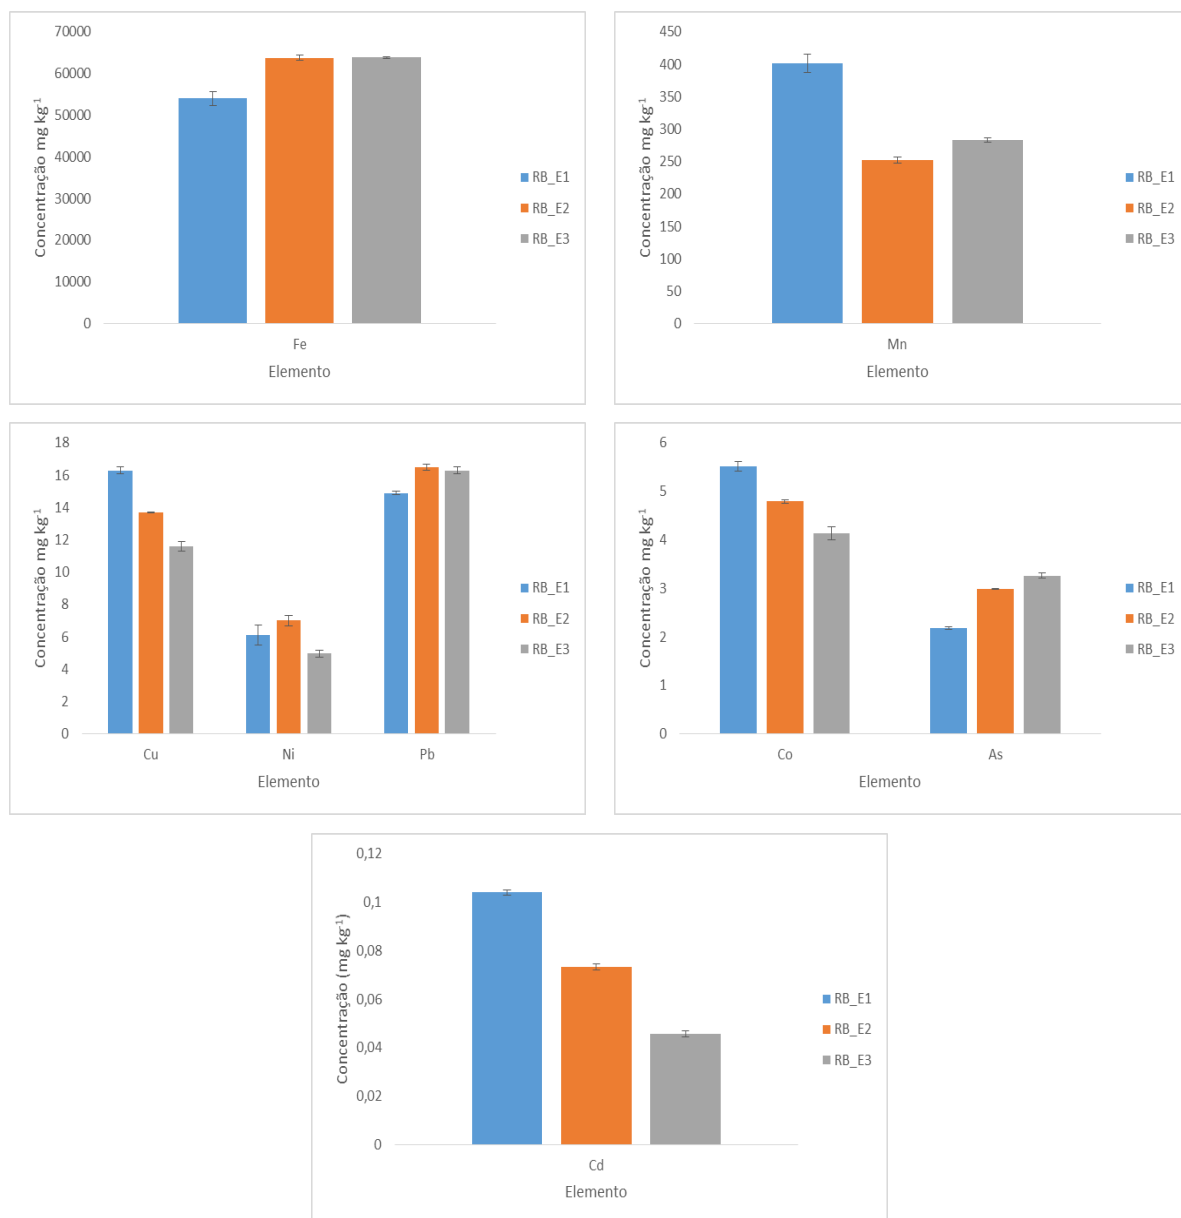 70000
60000
50000
40000
30000
20000
10000
0
Concentração mg kg⁻¹
Fe
Elemento
RB_E1
RB_E2
RB_E3
450
400
350
300
250
200
150
100
50
0
Concentração mg kg⁻¹
Mn
Elemento
RB_E1
RB_E2
RB_E3
18
16
14
12
10
8
6
4
2
0
Concentração mg kg⁻¹
Cu Ni Pb
Elemento
RB_E1
RB_E2
RB_E3
6
5
4
3
2
1
0
Concentração mg kg⁻¹
Co As
Elemento
RB_E1
RB_E2
RB_E3
0,12
0,1
0,08
0,06
0,04
0,02
0
Concentração (mg kg⁻¹)
Cd
Elemento
RB_E1
RB_E2
RB_E3